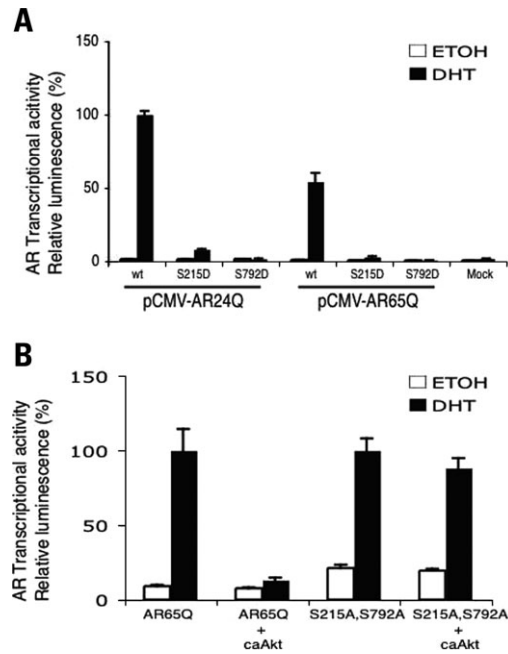 A
AR Transcriptional acitivity
Relative luminescence (%)
150
100
50
0
ETOH
DHT
wt S215D S792D wt S215D S792D Mock
pCMV-AR24Q pCMV-AR65Q
B
AR Transcriptional acitivity
Relative luminescence (%)
150
100
50
0
ETOH
DHT
AR65Q AR65Q S215A,S792A S215A,S792A
+ +
caAkt caAkt